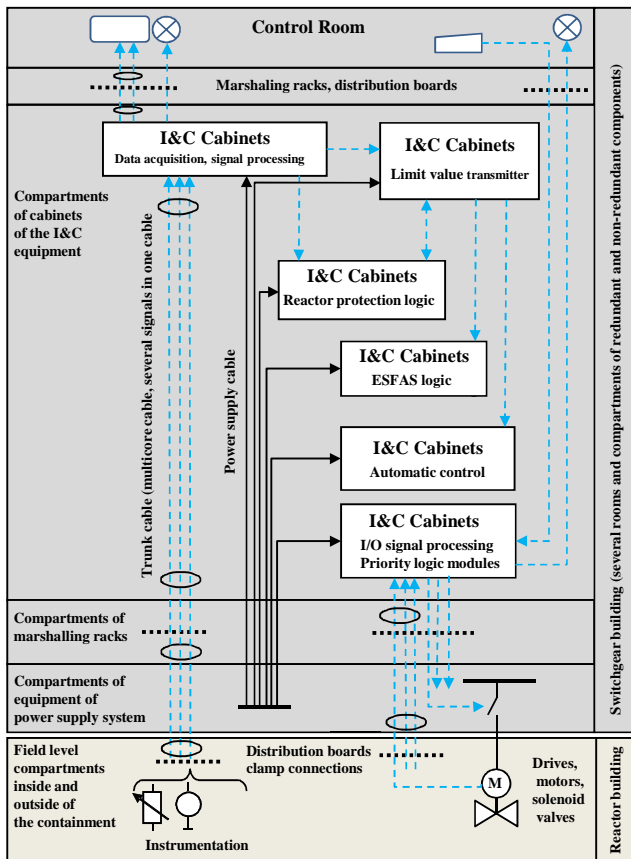 Control Room
Marshaling racks, distribution boards
I&C Cabinets
Data acquisition, signal processing
I&C Cabinets
Limit value transmitter
Compartments
of cabinets
of the I&C
equipment
I&C Cabinets
Reactor protection logic
I&C Cabinets
ESFAS logic
Trunk cable (multicore cable, several signals in one cable
Power supply cable
I&C Cabinets
Automatic control
I&C Cabinets
I/O signal processing
Priority logic modules
Compartments of
marshalling racks
Compartments of
equipment of
power supply system
Switchgear building (several rooms and compartments of redundant and non-redundant components)
Field level
compartments
inside and
outside of
the containment
Instrumentation
Distribution boards
clamp connections
M
Drives,
motors,
solenoid
valves
Reactor building